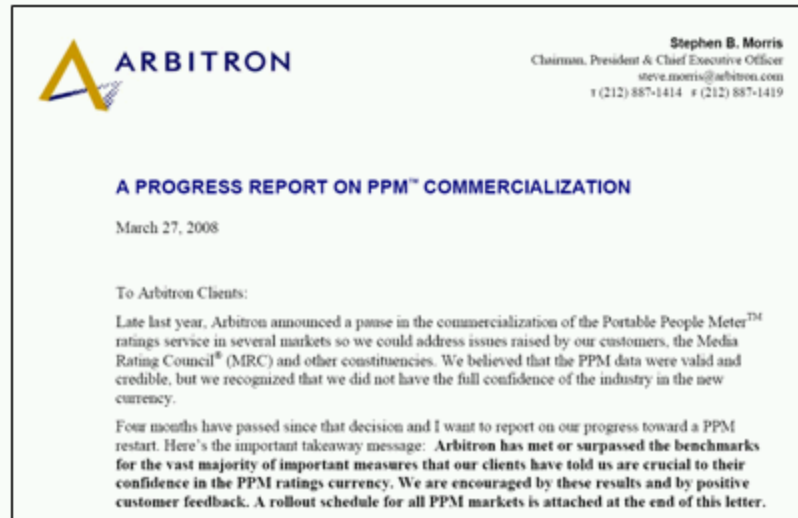 ARBITRON
Stephen B. Morris
Chairman, President & Chief Executive Officer
steve.morris@arbitron.com
T (212) 887-1414 F (212) 887-1419
A PROGRESS REPORT ON PPM™ COMMERCIALIZATION
March 27, 2008
To Arbitron Clients:
Late last year, Arbitron announced a pause in the commercialization of the Portable People Meter™
ratings service in several markets so we could address issues raised by our customers, the Media
Rating Council® (MRC) and other constituencies. We believed that the PPM data were valid and
credible, but we recognized that we did not have the full confidence of the industry in the new
currency.
Four months have passed since that decision and I want to report on our progress toward a PPM
restart. Here's the important takeaway message: Arbitron has met or surpassed the benchmarks
for the vast majority of important measures that our clients have told us are crucial to their
confidence in the PPM ratings currency. We are encouraged by these results and by positive
customer feedback. A rollout schedule for all PPM markets is attached at the end of this letter.